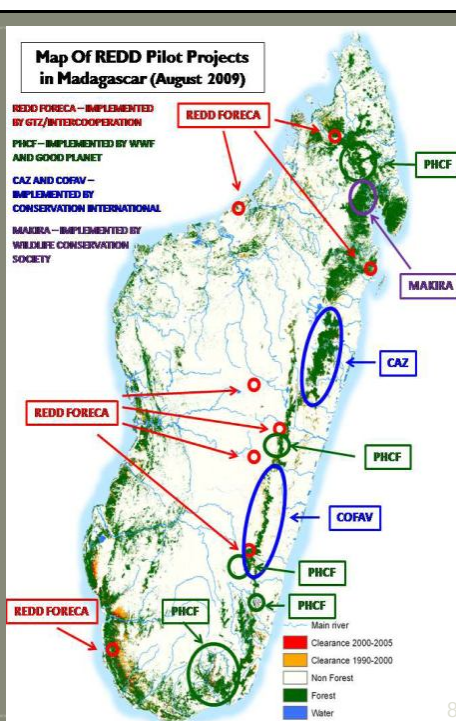 Map Of REDD Pilot Projects
in Madagascar (August 2009)
REDD FORECA – IMPLEMENTED
BY GTZ/INTERCOOPERATION
PHCF – IMPLEMENTED BY WWF
AND GOOD PLANET
CAZ AND COFAV –
IMPLEMENTED BY
CONSERVATION INTERNATIONAL
MAKIRA – IMPLEMENTED BY
WILDLIFE CONSERVATION
SOCIETY
REDD FORECA
PHCF
MAKIRA
CAZ
REDD FORECA
PHCF
COFAV
PHCF
PHCF
REDD FORECA
PHCF
Main river
Clearance 2000-2005
Clearance 1990-2000
Non Forest
Forest
Water
8